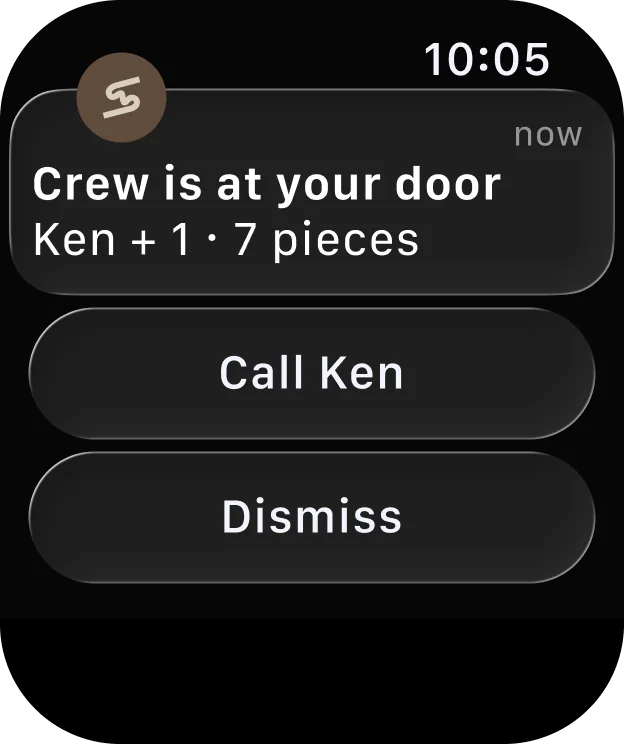 10:05
now
Crew is at your door
Ken + 1 · 7 pieces
Call Ken
Dismiss